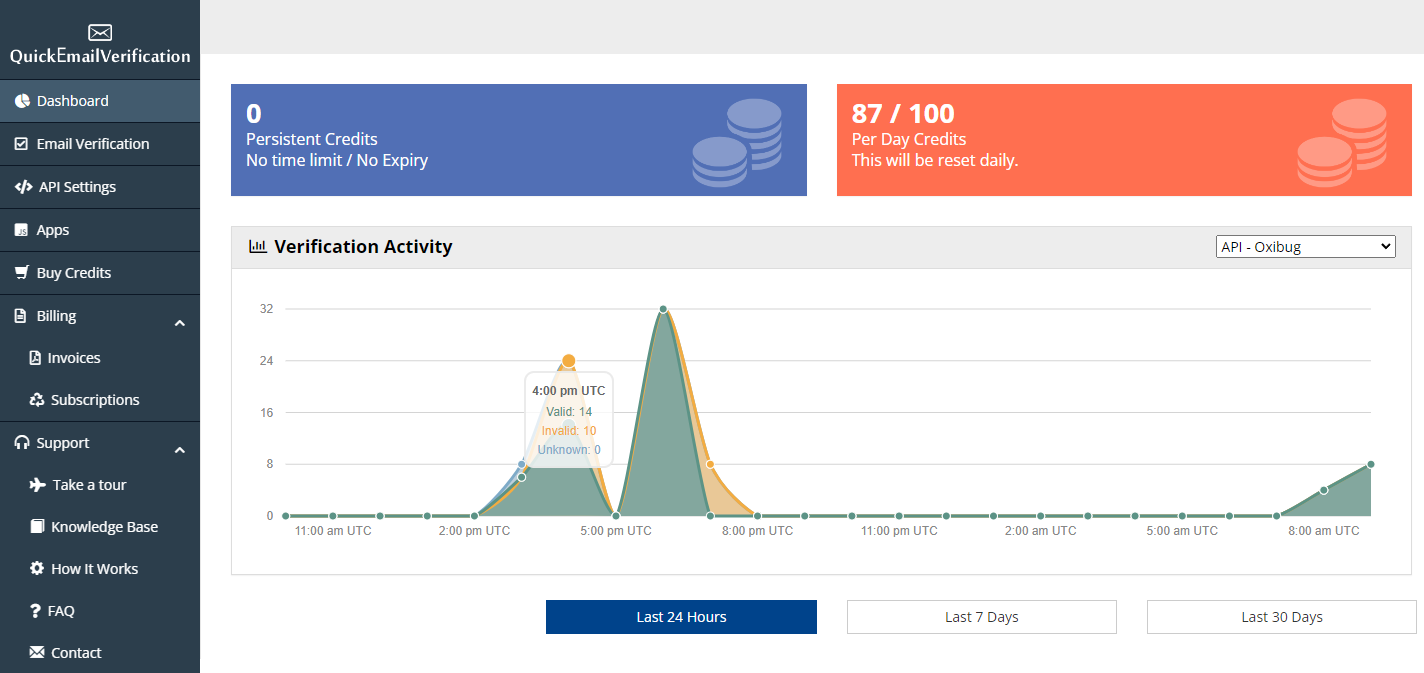 QuickEmailVerification
Dashboard
Email Verification
API Settings
JS Apps
Buy Credits
Billing
Invoices
Subscriptions
Support
Take a tour
Knowledge Base
How It Works
? FAQ
Contact
0
Persistent Credits
No time limit / No Expiry
87 / 100
Per Day Credits
This will be reset daily.
Verification Activity
API - Oxibug
32
24
16
8
0
4:00 pm UTC
Valid: 14
Invalid: 10
Unknown: 0
11:00 am UTC
2:00 pm UTC
5:00 pm UTC
8:00 pm UTC
11:00 pm UTC
2:00 am UTC
5:00 am UTC
8:00 am UTC
Last 24 Hours
Last 7 Days
Last 30 Days